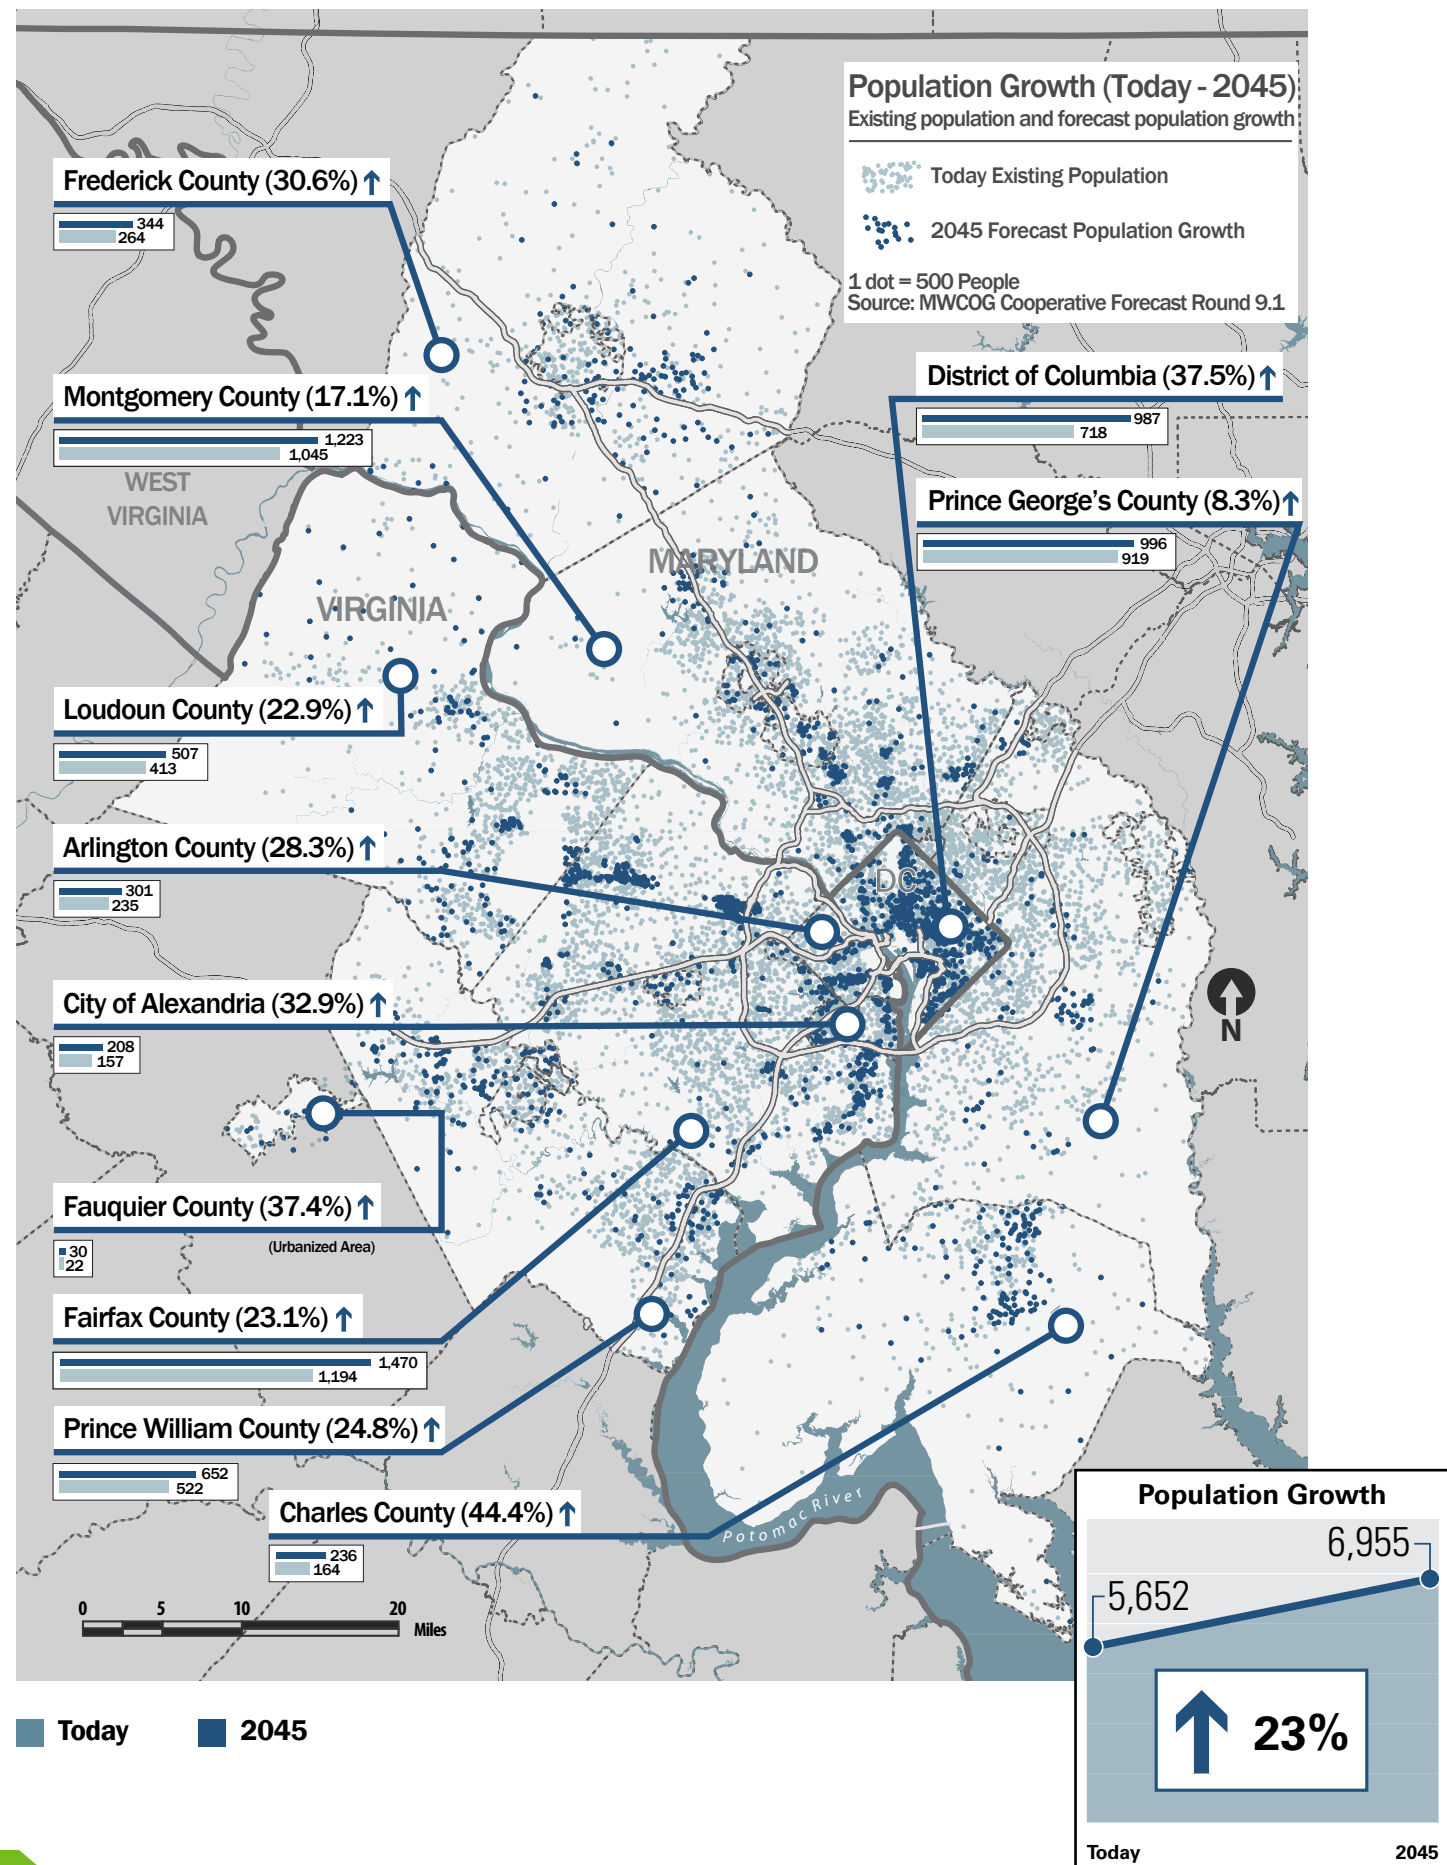 Population Growth (Today - 2045)
Existing population and forecast population growth
Today Existing Population
2045 Forecast Population Growth
1 dot = 500 People
Source: MWCOG Cooperative Forecast Round 9.1
Frederick County (30.6%)
344
264
Montgomery County (17.1%)
1,223
1,045
WEST
VIRGINIA
District of Columbia (37.5%)
987
718
Prince George's County (8.3%)
996
919
MARYLAND
VIRGINIA
Loudoun County (22.9%)
507
413
Arlington County (28.3%)
301
235
DC
City of Alexandria (32.9%)
208
157
N
Fauquier County (37.4%)
(Urbanized Area)
30
22
Fairfax County (23.1%)
1,470
1,194
Prince William County (24.8%)
652
522
Charles County (44.4%)
236
164
Potomac River
0 5 10 20
Miles
Today 2045
Population Growth
6,955
5,652
23%
Today 2045